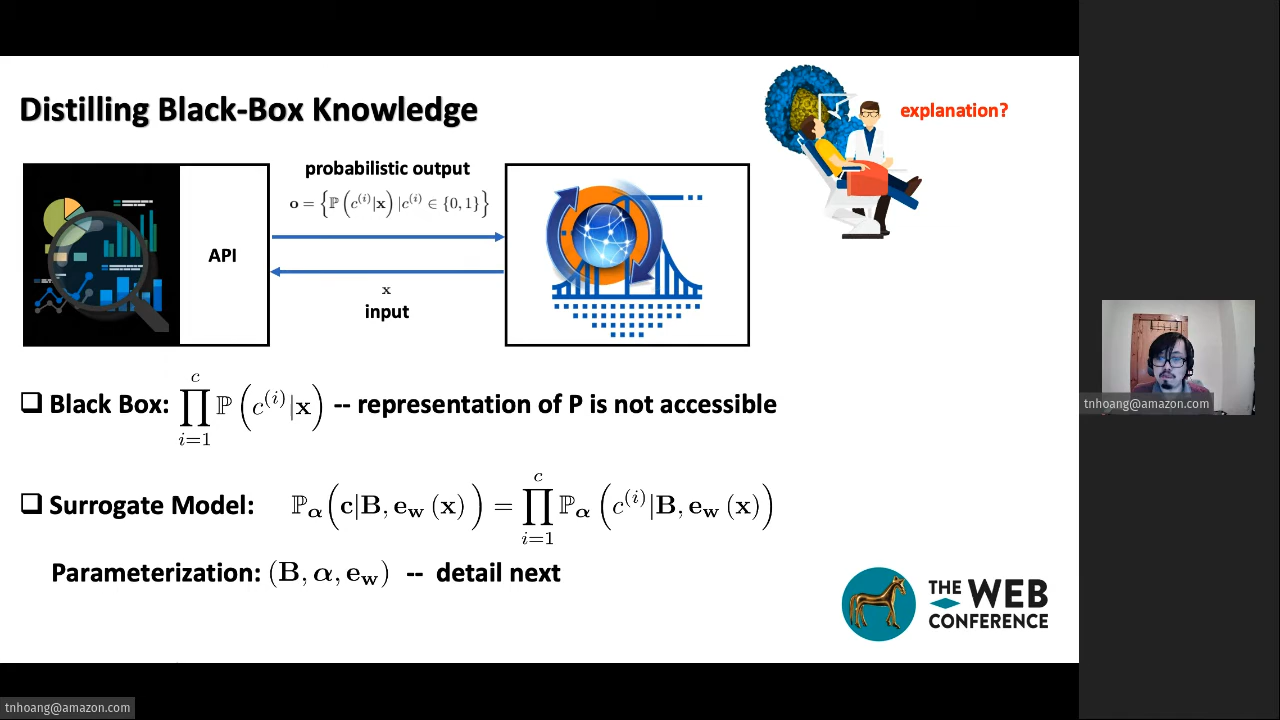 Distilling Black-Box Knowledge
explanation?
probabilistic output
o = {ℙ(c^(i)|x)|c^(i) ∈ {0,1}}
API
x
input
❑ Black Box: ∏_{i=1}^{c} ℙ(c^(i)|x) -- representation of P is not accessible
❑ Surrogate Model: ℙ_α(c|B, e_w(x)) = ∏_{i=1}^{c} ℙ_α(c^(i)|B, e_w(x))
Parameterization: (B, α, e_w) -- detail next
THE WEB
CONFERENCE
tnhoang@amazon.com
tnhoang@amazon.com